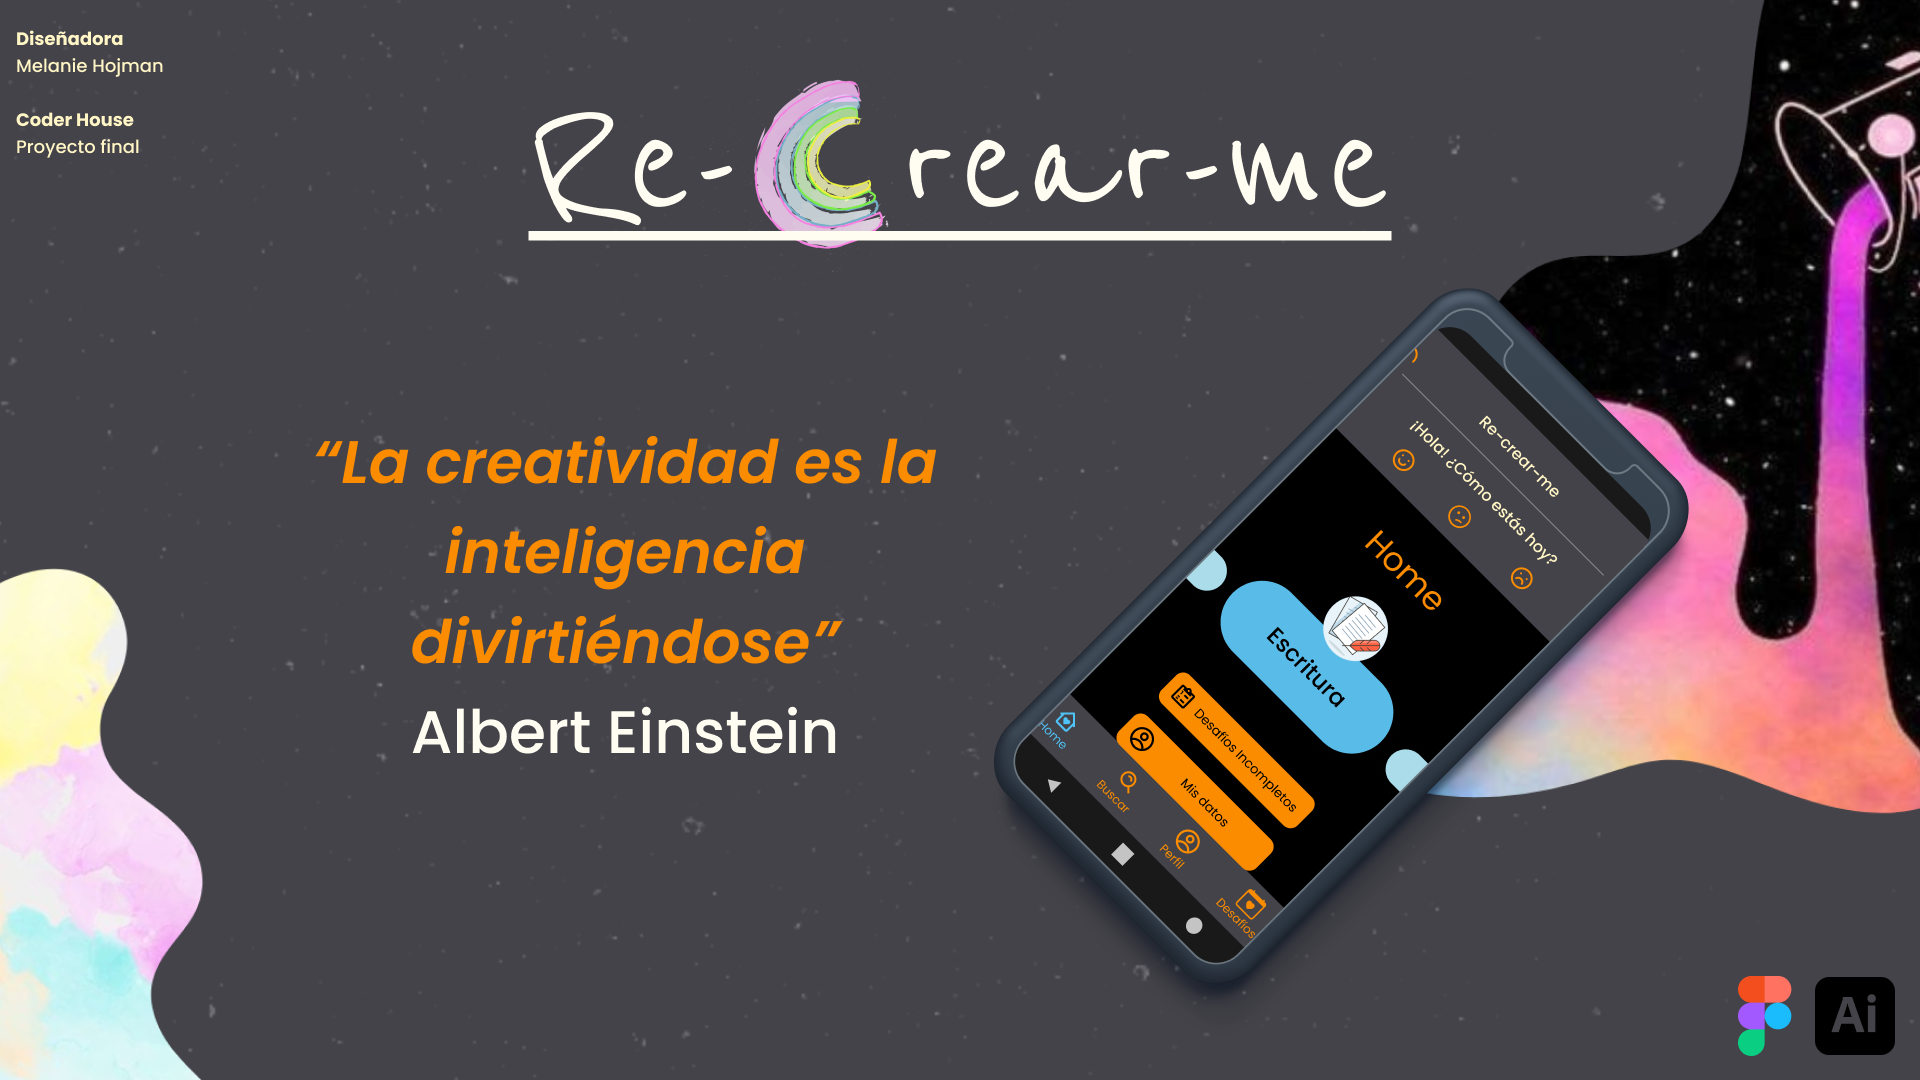 Diseñadora
Melanie Hojman
Coder House
Proyecto final
Re-Crear-me
“La creatividad es la
inteligencia
divirtiéndose”
Albert Einstein
Re-crear-me
¡Hola! ¿Cómo estás hoy?
Home
Escritura
Desafíos Incompletos
Mis datos
Home
Buscar
Perfil
Desafíos
Ai